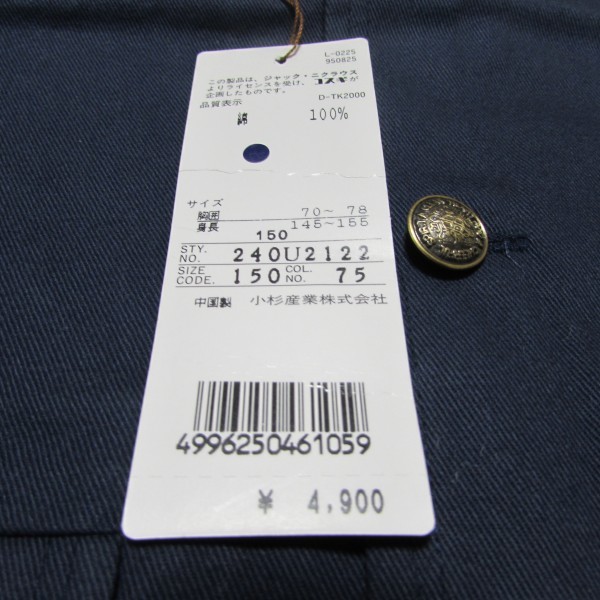 L-0225
950825
この製品は、ジャック・ニクラウス
よりライセンスを受け、コスギが
企画したものです。
品質表示 D-TK2000
綿 100%
サイズ
胸囲 70～ 78
身長 145～155
150
STY. NO. 240U2122
SIZE CODE. 150 COL. NO. 75
中国製 小杉産業株式会社
4996250461059
¥ 4,900